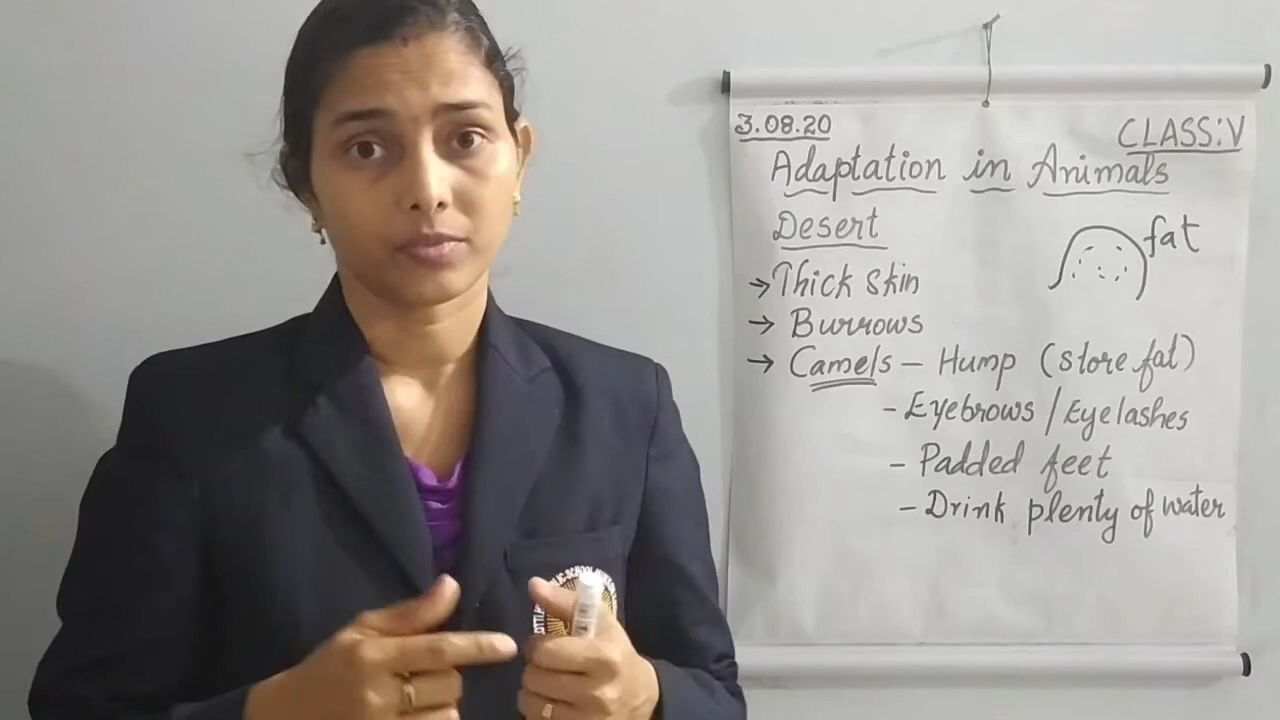 3.08.20
CLASS:V
Adaptation in Animals
Desert
fat
→ Thick skin
→ Burrows
→ Camels – Hump (store fat)
- Eyebrows / Eyelashes
- Padded feet
- Drink plenty of water